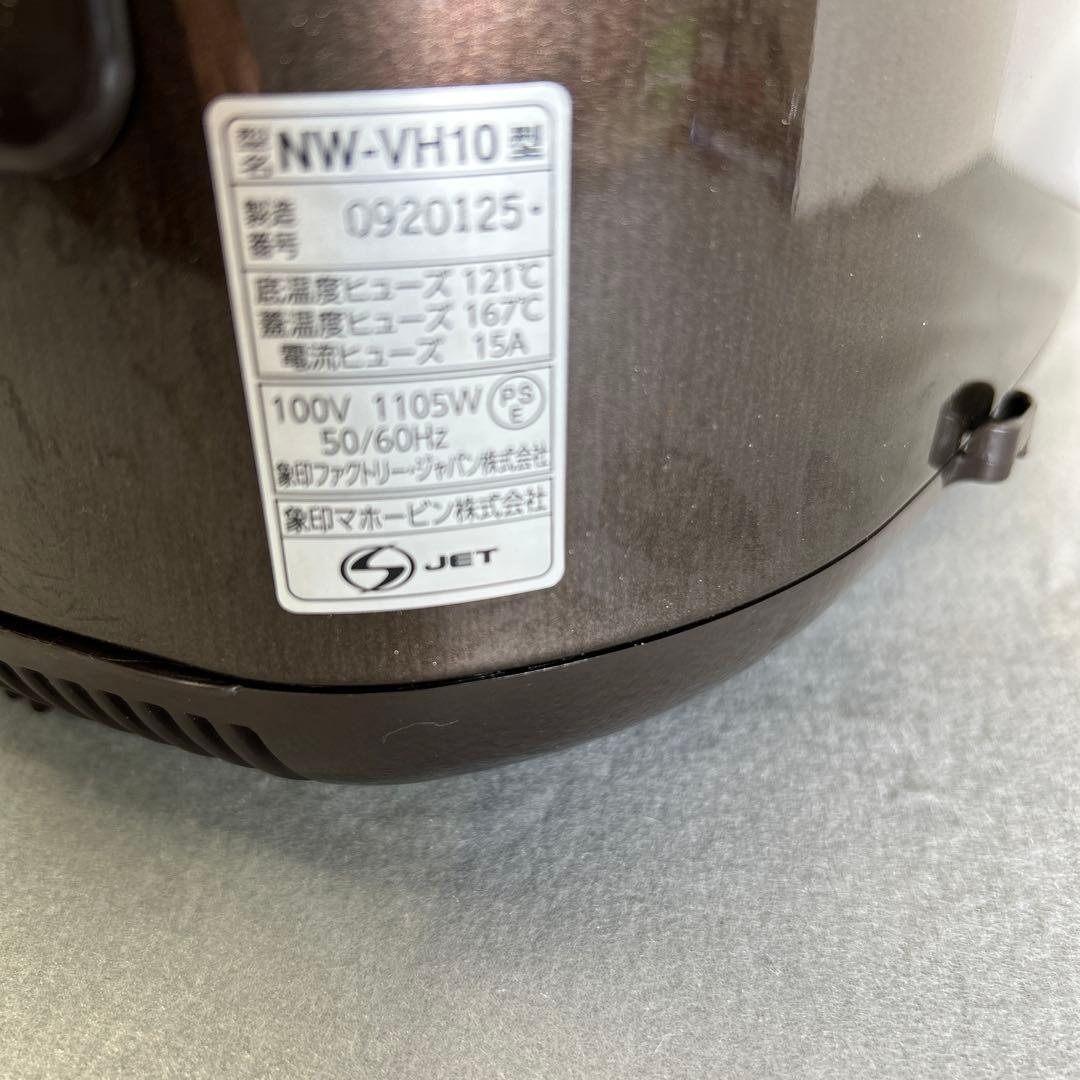 型名 NW-VH10 型
製造番号 0920125・
底温度ヒューズ 121℃
蓋温度ヒューズ 167℃
電流ヒューズ 15A
100V 1105W PSE
50/60Hz
象印ファクトリー・ジャパン株式会社
象印マホービン株式会社
S JET